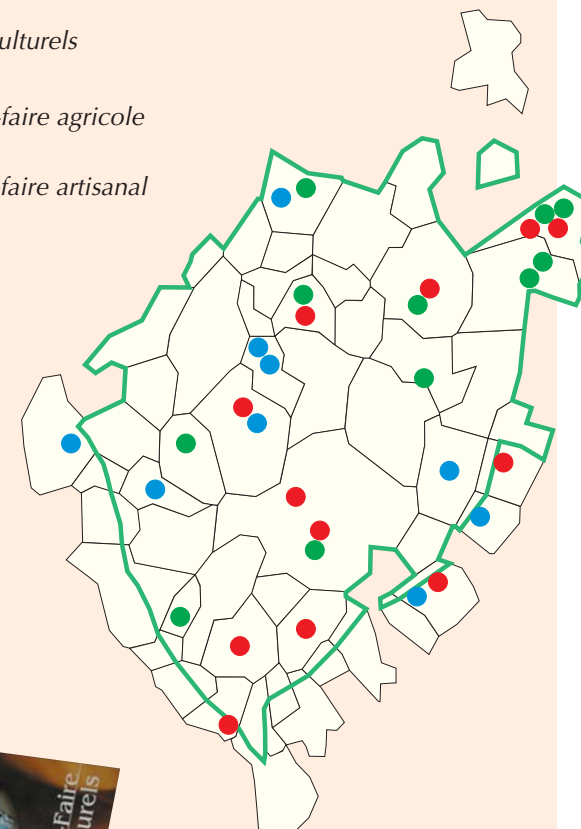 ulturels
faire agricole
faire artisanal
-Faire
urels